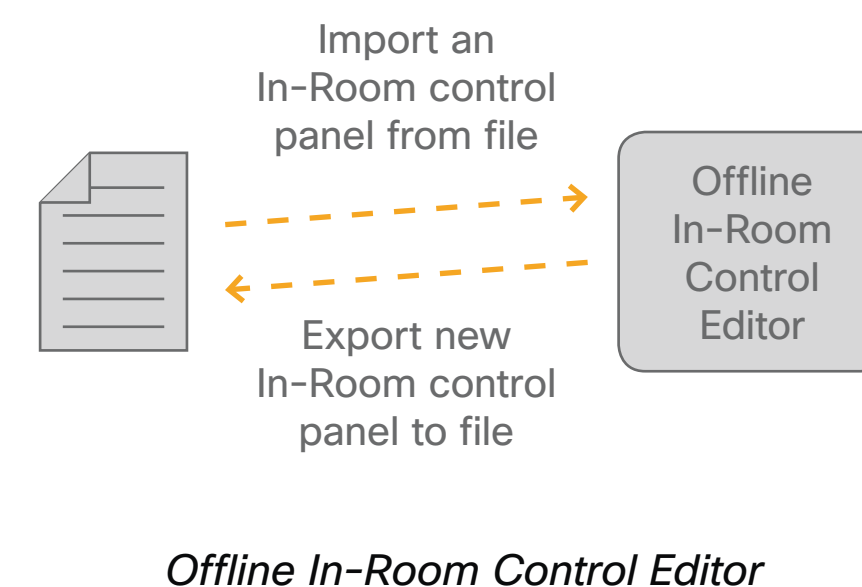 Import an
In-Room control
panel from file
Offline
In-Room
Control
Editor
Export new
In-Room control
panel to file
Offline In-Room Control Editor